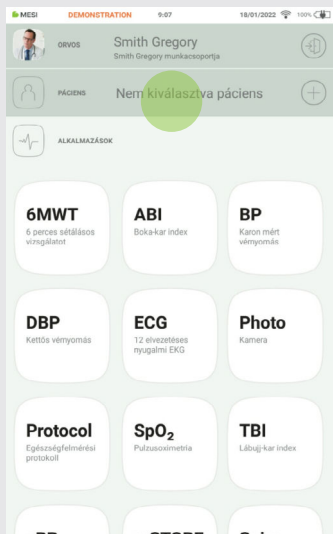 MESI DEMONSTRATION 9:07 18/01/2022 100%
ORVOS Smith Gregory
Smith Gregory munkacsoportja
PÁCIENS Nem kiválasztva páciens
ALKALMAZÁSOK
6MWT ABI BP
6 perces sétálásos Boka-kar index Karon mért
vizsgálatot vérnyomás
DBP ECG Photo
Kettős vérnyomás 12 elvezetéses Kamera
nyugalmi EKG
Protocol SpO₂ TBI
Egészségfelmérési Pulzusoximetria Lábujj-kar index
protokoll